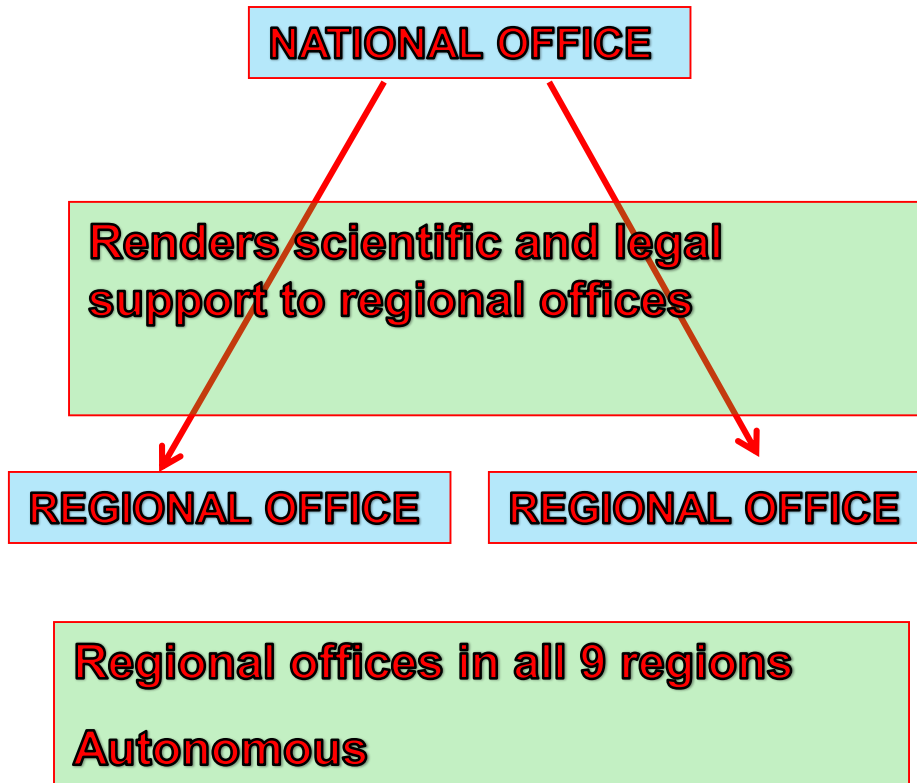 NATIONAL OFFICE
Renders scientific and legal
support to regional offices
REGIONAL OFFICE
REGIONAL OFFICE
Regional offices in all 9 regions
Autonomous